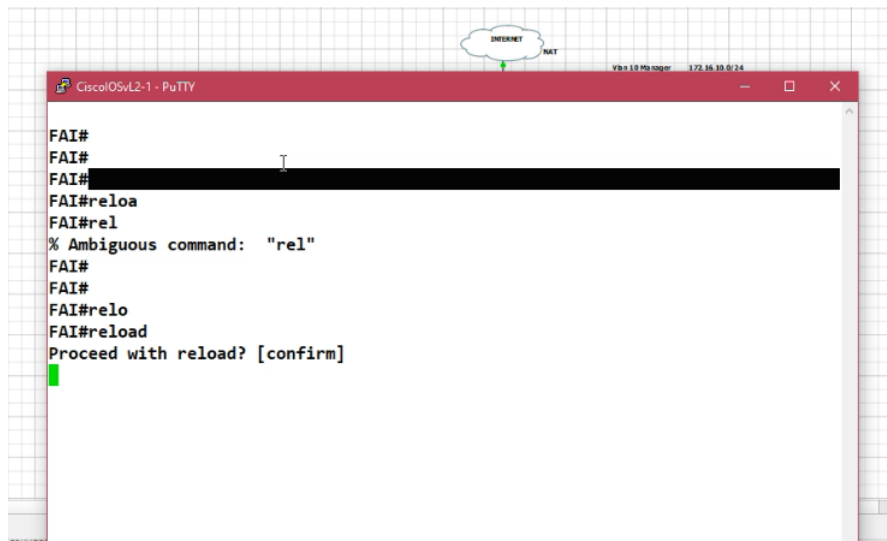 INTERNET
NAT
Vlan 10 Manager 172.16.10.0/24
CiscoIOSvL2-1 - PuTTY
FAI#
FAI#
FAI#
FAI#reloa
FAI#rel
% Ambiguous command:  "rel"
FAI#
FAI#
FAI#relo
FAI#reload
Proceed with reload? [confirm]